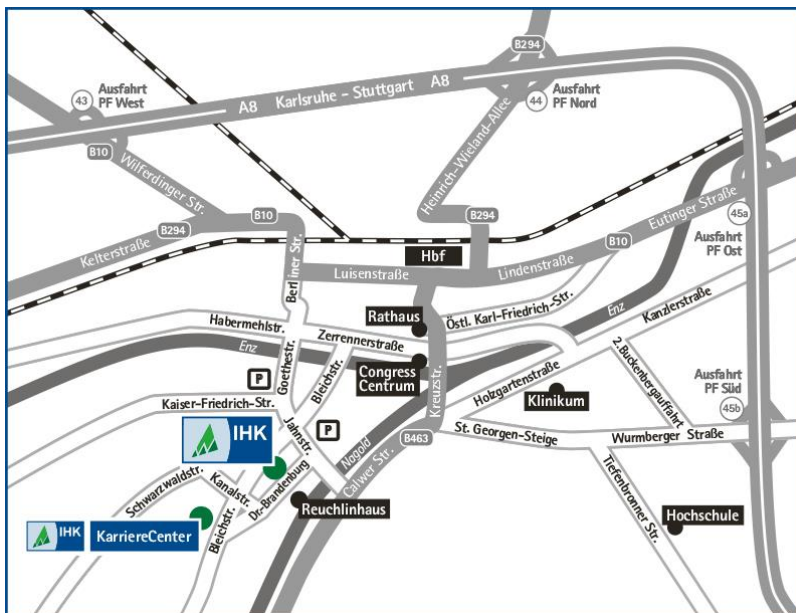 B294
43
Ausfahrt
PF West
A8 Karlsruhe - Stuttgart A8
44
Ausfahrt
PF Nord
B10
Wilferdinger Str.
Heinrich-Wieland-Allee
B294
Kelterstraße
B10
B294
Eutinger Straße
45a
Ausfahrt
PF Ost
B10
Hbf
Berliner Str.
Luisenstraße
Lindenstraße
Rathaus
Östl. Karl-Friedrich-Str.
Enz
Kanzlerstraße
Habermehlstr.
Zerrennerstraße
Enz
Goethestr.
Bleichstr.
Congress
Centrum
Kreuzstr.
Holzgartenstraße
2. Buckenbergauffahrt
Ausfahrt
PF Süd
45b
P
Klinikum
Kaiser-Friedrich-Str.
Jahnstr.
P
B463
St. Georgen-Steige
Wurmberger Straße
IHK
Nagold
Calwer Str.
Schwarzwaldstr.
Kanalstr.
Dr.-Brandenburg
Reuchlinhaus
Tiefenbronner Str.
Hochschule
IHK KarriereCenter
Bleichstr.